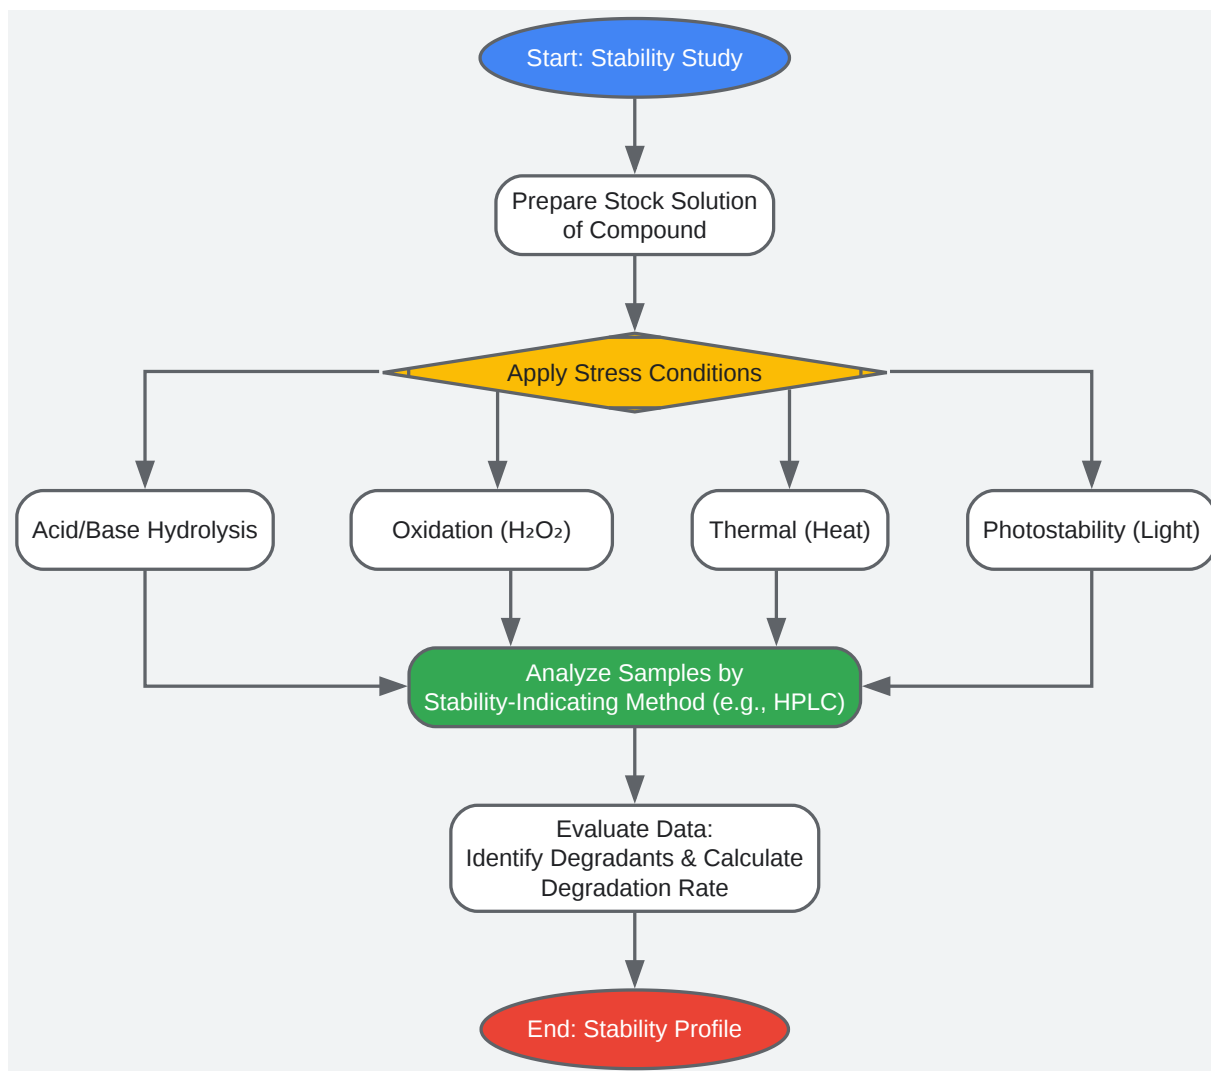 Start: Stability Study
Prepare Stock Solution
of Compound
Apply Stress Conditions
Acid/Base Hydrolysis
Oxidation (H₂O₂)
Thermal (Heat)
Photostability (Light)
Analyze Samples by
Stability-Indicating Method (e.g., HPLC)
Evaluate Data:
Identify Degradants & Calculate
Degradation Rate
End: Stability Profile